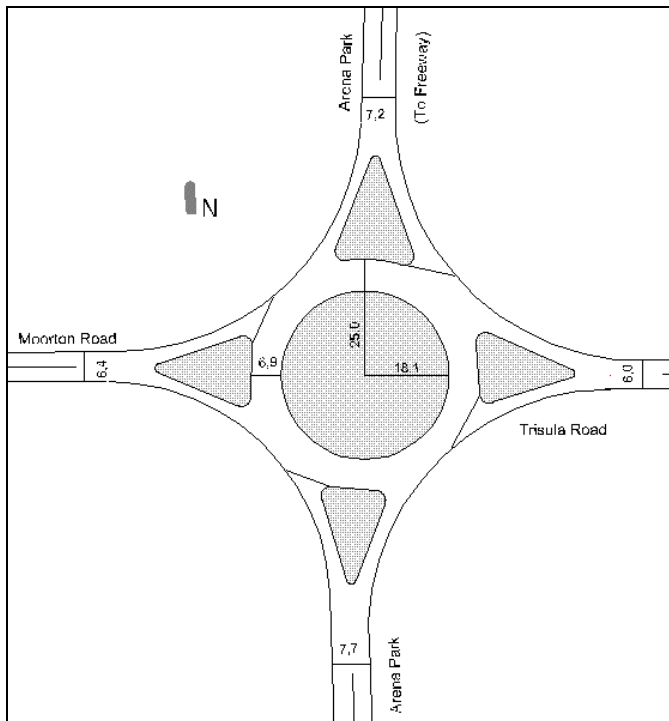 Arena Park
(To Freeway)
7,2
N
Moorton Road
6,4
6,9
25.0
18.1
6,0
Trisula Road
7,7
Arena Park